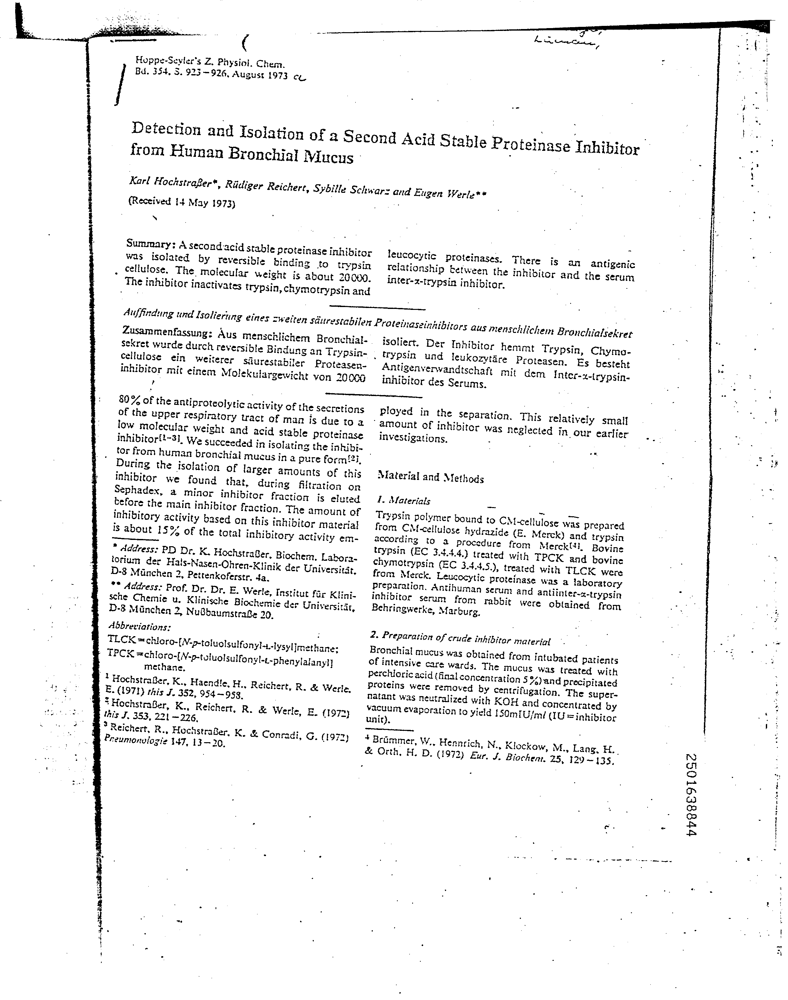 Liman,
Hoppe-Seyler's Z. Physiol. Chem.
Bd. 354, S. 923–926, August 1973
Detection and Isolation of a Second Acid Stable Proteinase Inhibitor
from Human Bronchial Mucus
Karl Hochstraßer*, Rüdiger Reichert, Sybille Schwarz and Eugen Werle**
(Received 14 May 1973)
Summary: A second acid stable proteinase inhibitor
was isolated by reversible binding to trypsin
cellulose. The molecular weight is about 20000.
The inhibitor inactivates trypsin, chymotrypsin and
leucocytic proteinases. There is an antigenic
relationship between the inhibitor and the serum
inter-α-trypsin inhibitor.
Auffindung und Isolierung eines zweiten säurestabilen Proteinaseinhibitors aus menschlichem Bronchialsekret
Zusammenfassung: Aus menschlichem Bronchial-
sekret wurde durch reversible Bindung an Trypsin-
cellulose ein weiterer säurestabiler Proteasen-
inhibitor mit einem Molekulargewicht von 20000
isoliert. Der Inhibitor hemmt Trypsin, Chymo-
trypsin und leukozytäre Proteasen. Es besteht
Antigenverwandtschaft mit dem Inter-α-trypsin-
inhibitor des Serums.
80% of the antiproteolytic activity of the secretions
of the upper respiratory tract of man is due to a
low molecular weight and acid stable proteinase
inhibitor[1–3]. We succeeded in isolating the inhibi-
tor from human bronchial mucus in a pure form[2].
During the isolation of larger amounts of this
inhibitor we found that, during filtration on
Sephadex, a minor inhibitor fraction is eluted
before the main inhibitor fraction. The amount of
inhibitory activity based on this inhibitor material
is about 15% of the total inhibitory activity em-
* Address: PD Dr. K. Hochstraßer, Biochem. Labora-
torium der Hals-Nasen-Ohren-Klinik der Universität,
D-8 München 2, Pettenkoferstr. 4a.
** Address: Prof. Dr. Dr. E. Werle, Institut für Klini-
sche Chemie u. Klinische Biochemie der Universität,
D-8 München 2, Nußbaumstraße 20.
Abbreviations:
TLCK = chloro-[N-p-toluolsulfonyl-L-lysyl]methane;
TPCK = chloro-[N-p-toluolsulfonyl-L-phenylalanyl]
methane.
1 Hochstraßer, K., Haendle, H., Reichert, R. & Werle,
E. (1971) this J. 352, 954–958.
2 Hochstraßer, K., Reichert, R. & Werle, E. (1972)
this J. 353, 221–226.
3 Reichert, R., Hochstraßer, K. & Conradi, G. (1972)
Pneumonologie 147, 13–20.
ployed in the separation. This relatively small
amount of inhibitor was neglected in our earlier
investigations.
Material and Methods
1. Materials
Trypsin polymer bound to CM-cellulose was prepared
from CM-cellulose hydrazide (E. Merck) and trypsin
according to a procedure from Merck[4]. Bovine
trypsin (EC 3.4.4.4.) treated with TPCK and bovine
chymotrypsin (EC 3.4.4.5.), treated with TLCK were
from Merck. Leucocytic proteinase was a laboratory
preparation. Antihuman serum and antiinter-α-trypsin
inhibitor serum from rabbit were obtained from
Behringwerke, Marburg.
2. Preparation of crude inhibitor material
Bronchial mucus was obtained from intubated patients
of intensive care wards. The mucus was treated with
perchloric acid (final concentration 5%) and precipitated
proteins were removed by centrifugation. The super-
natant was neutralized with KOH and concentrated by
vacuum evaporation to yield 150mIU/ml (IU = inhibitor
unit).
4 Brümmer, W., Hennrich, N., Klockow, M., Lang, H.
& Orth, H. D. (1972) Eur. J. Biochem. 25, 129–135.
2501638844